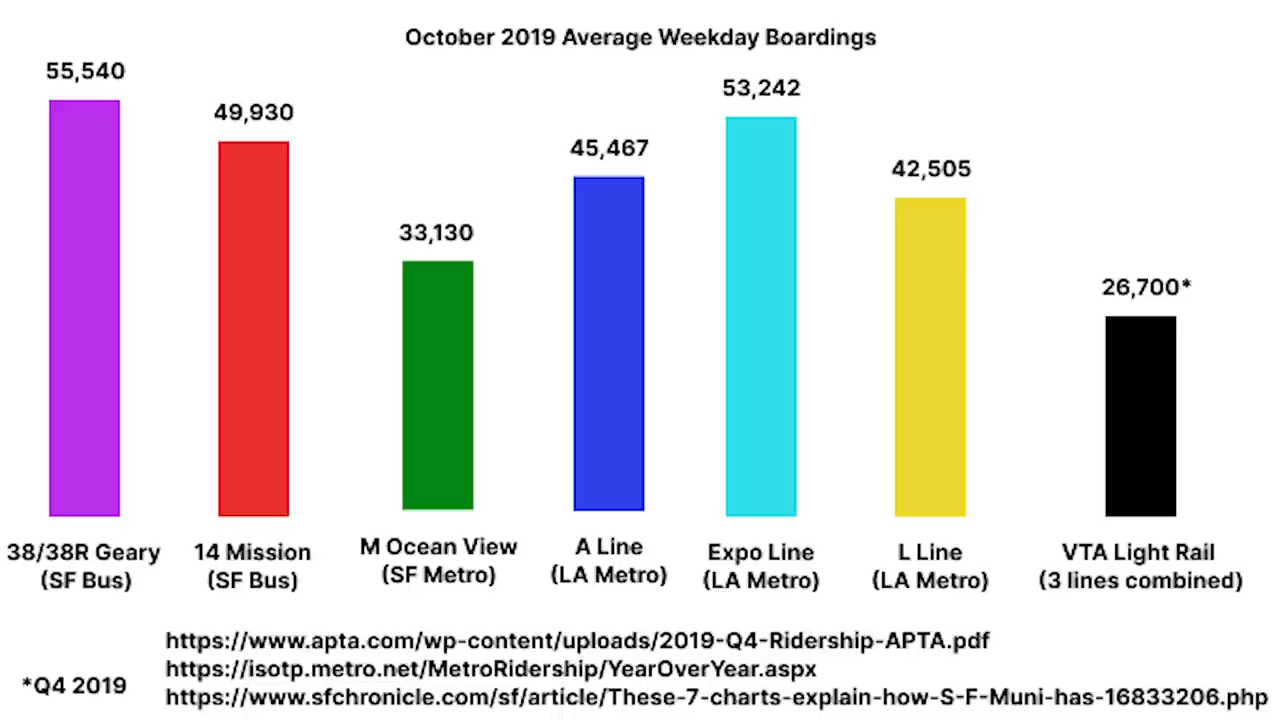 October 2019 Average Weekday Boardings
55,540
49,930
33,130
45,467
53,242
42,505
26,700*
38/38R Geary
(SF Bus)
14 Mission
(SF Bus)
M Ocean View
(SF Metro)
A Line
(LA Metro)
Expo Line
(LA Metro)
L Line
(LA Metro)
VTA Light Rail
(3 lines combined)
*Q4 2019
https://www.apta.com/wp-content/uploads/2019-Q4-Ridership-APTA.pdf
https://isotp.metro.net/MetroRidership/YearOverYear.aspx
https://www.sfchronicle.com/sf/article/These-7-charts-explain-how-S-F-Muni-has-16833206.php